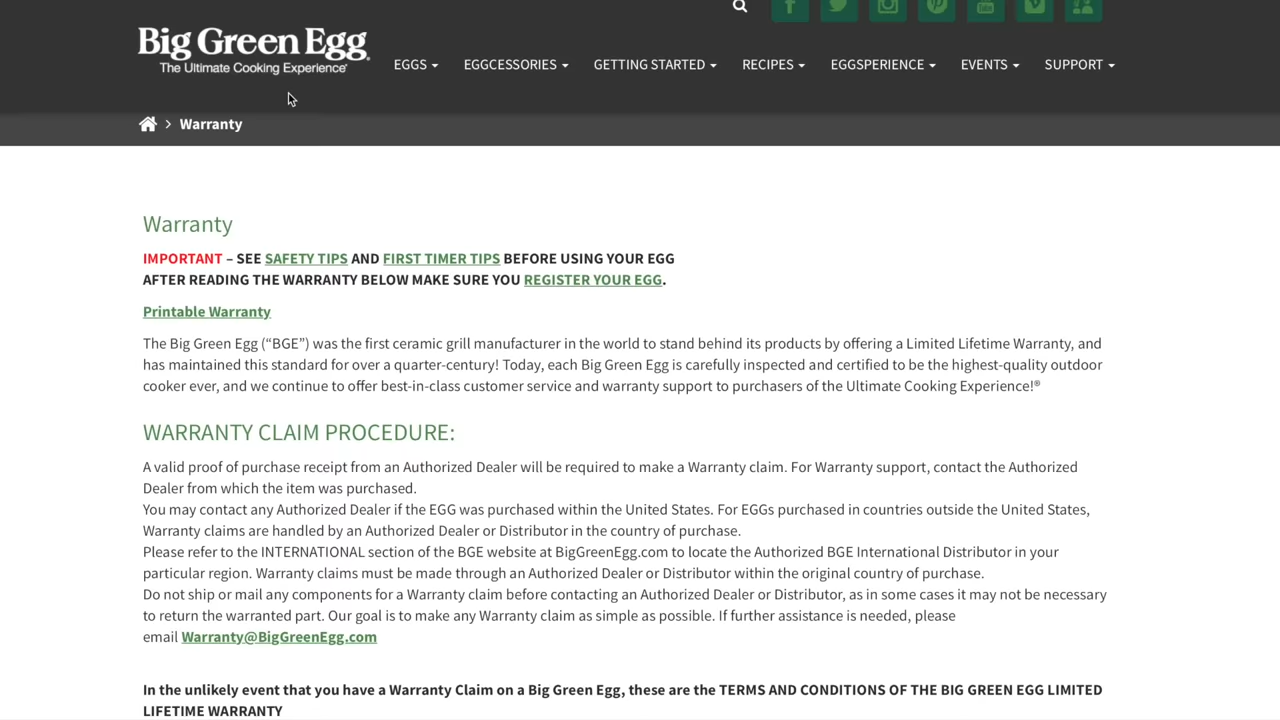 Big Green Egg
The Ultimate Cooking Experience®
EGGS EGGCESSORIES GETTING STARTED RECIPES EGGSPERIENCE EVENTS SUPPORT
Warranty
Warranty
IMPORTANT – SEE SAFETY TIPS AND FIRST TIMER TIPS BEFORE USING YOUR EGG
AFTER READING THE WARRANTY BELOW MAKE SURE YOU REGISTER YOUR EGG.
Printable Warranty
The Big Green Egg (“BGE”) was the first ceramic grill manufacturer in the world to stand behind its products by offering a Limited Lifetime Warranty, and
has maintained this standard for over a quarter-century! Today, each Big Green Egg is carefully inspected and certified to be the highest-quality outdoor
cooker ever, and we continue to offer best-in-class customer service and warranty support to purchasers of the Ultimate Cooking Experience!®
WARRANTY CLAIM PROCEDURE:
A valid proof of purchase receipt from an Authorized Dealer will be required to make a Warranty claim. For Warranty support, contact the Authorized
Dealer from which the item was purchased.
You may contact any Authorized Dealer if the EGG was purchased within the United States. For EGGs purchased in countries outside the United States,
Warranty claims are handled by an Authorized Dealer or Distributor in the country of purchase.
Please refer to the INTERNATIONAL section of the BGE website at BigGreenEgg.com to locate the Authorized BGE International Distributor in your
particular region. Warranty claims must be made through an Authorized Dealer or Distributor within the original country of purchase.
Do not ship or mail any components for a Warranty claim before contacting an Authorized Dealer or Distributor, as in some cases it may not be necessary
to return the warranted part. Our goal is to make any Warranty claim as simple as possible. If further assistance is needed, please
email Warranty@BigGreenEgg.com
In the unlikely event that you have a Warranty Claim on a Big Green Egg, these are the TERMS AND CONDITIONS OF THE BIG GREEN EGG LIMITED
LIFETIME WARRANTY